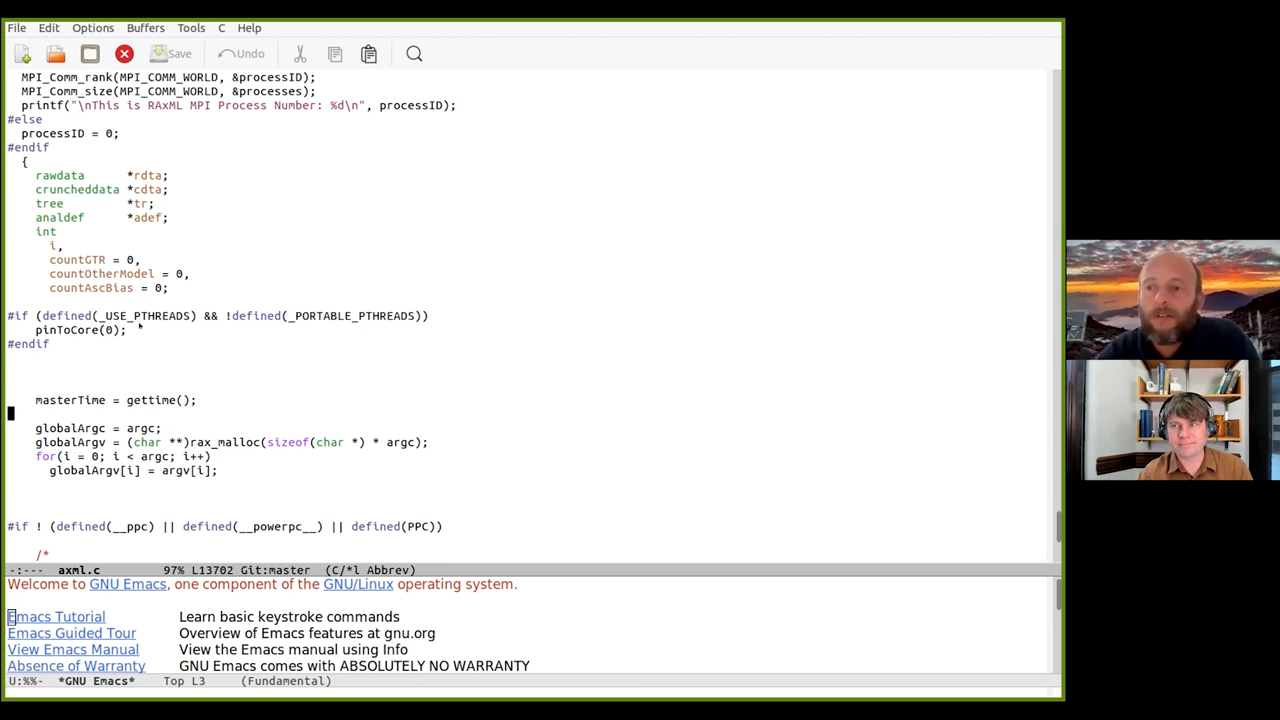 File Edit Options Buffers Tools C Help
Save Undo
MPI_Comm_rank(MPI_COMM_WORLD, &processID);
MPI_Comm_size(MPI_COMM_WORLD, &processes);
printf("\nThis is RAxML MPI Process Number: %d\n", processID);
#else
processID = 0;
#endif
{
rawdata *rdta;
cruncheddata *cdta;
tree *tr;
analdef *adef;
int
i,
countGTR = 0,
countOtherModel = 0,
countAscBias = 0;
#if (defined(_USE_PTHREADS) && !defined(_PORTABLE_PTHREADS))
pinToCore(0);
#endif
masterTime = gettime();
globalArgc = argc;
globalArgv = (char **)rax_malloc(sizeof(char *) * argc);
for(i = 0; i < argc; i++)
globalArgv[i] = argv[i];
#if ! (defined(__ppc) || defined(__powerpc__) || defined(PPC))
/*
-:--- axml.c 97% L13702 Git:master (C/*l Abbrev)
Welcome to GNU Emacs, one component of the GNU/Linux operating system.
Emacs Tutorial Learn basic keystroke commands
Emacs Guided Tour Overview of Emacs features at gnu.org
View Emacs Manual View the Emacs manual using Info
Absence of Warranty GNU Emacs comes with ABSOLUTELY NO WARRANTY
U:%%- *GNU Emacs* Top L3 (Fundamental)